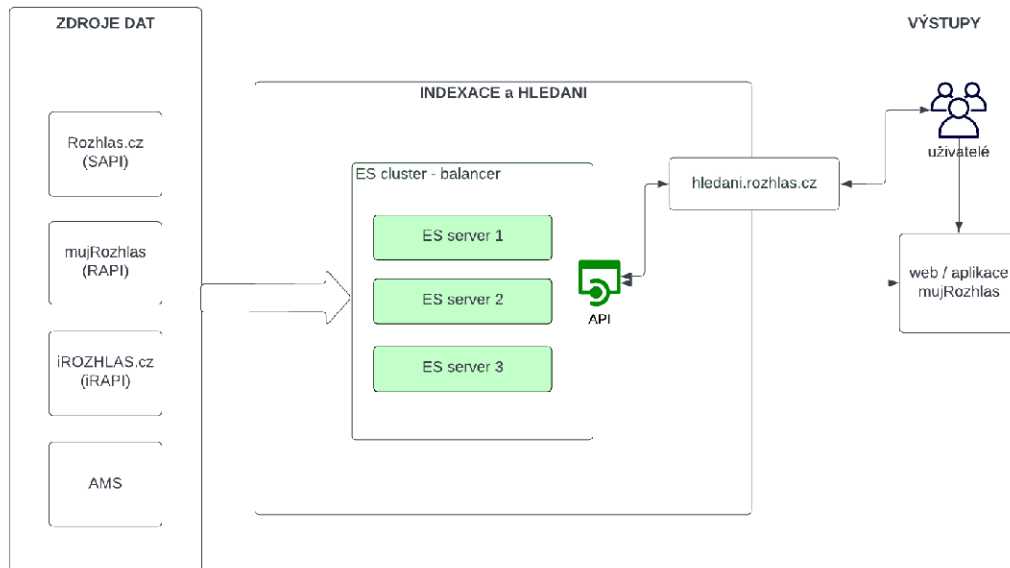 ZDROJE DAT
Rozhlas.cz
(SAPI)
mujRozhlas
(RAPI)
iROZHLAS.cz
(iRAPI)
AMS
INDEXACE a HLEDANI
ES cluster - balancer
ES server 1
ES server 2
ES server 3
API
hledani.rozhlas.cz
VÝSTUPY
uživatelé
web / aplikace
mujRozhlas